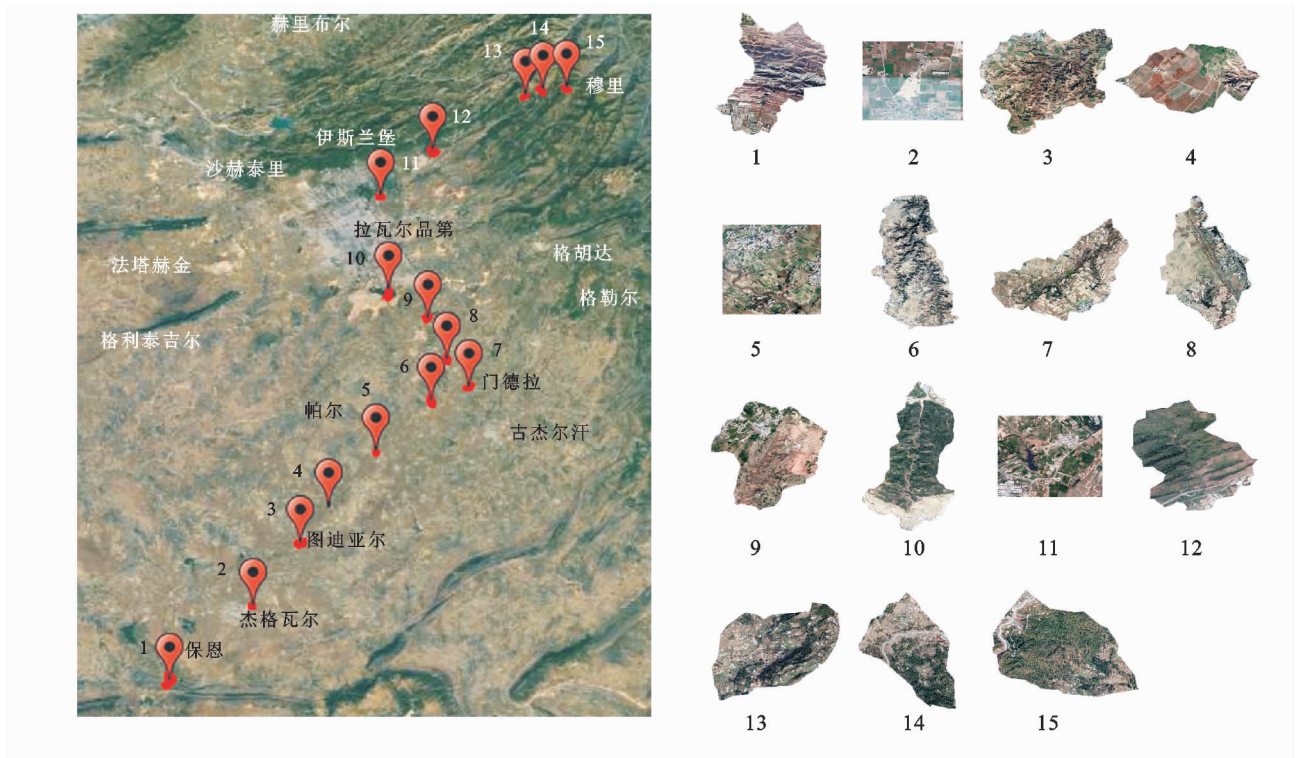 赫里布尔
14
13
15
穆里
12
伊斯兰堡
11
沙赫泰里
拉瓦尔品第
10
格胡达
法塔赫金
9
格勒尔
8
格利泰吉尔
7
6
门德拉
5
帕尔
古杰尔汗
4
3
图迪亚尔
2
杰格瓦尔
1
保恩
1 2 3 4
5 6 7 8
9 10 11 12
13 14 15